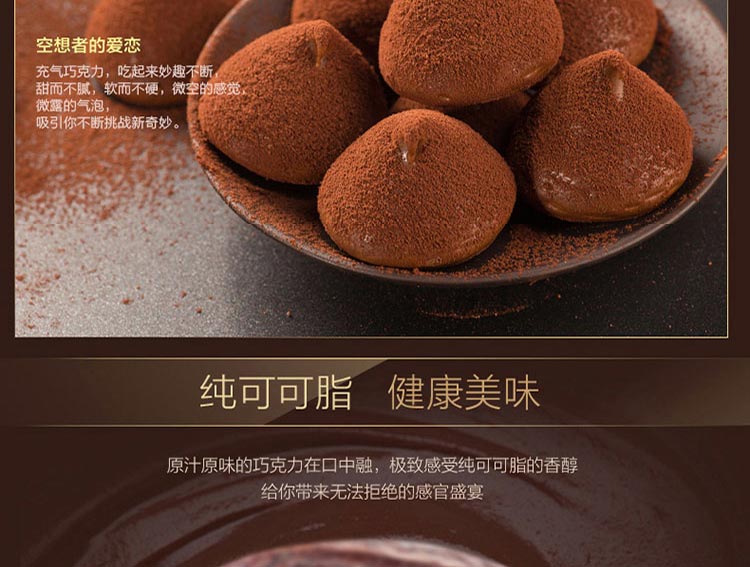 空想者的爱恋
充气巧克力，吃起来妙趣不断，
甜而不腻，软而不硬，微空的感觉，
微露的气泡，
吸引你不断挑战新奇妙。
纯可可脂 健康美味
原汁原味的巧克力在口中融，极致感受纯可可脂的香醇
给你带来无法拒绝的感官盛宴